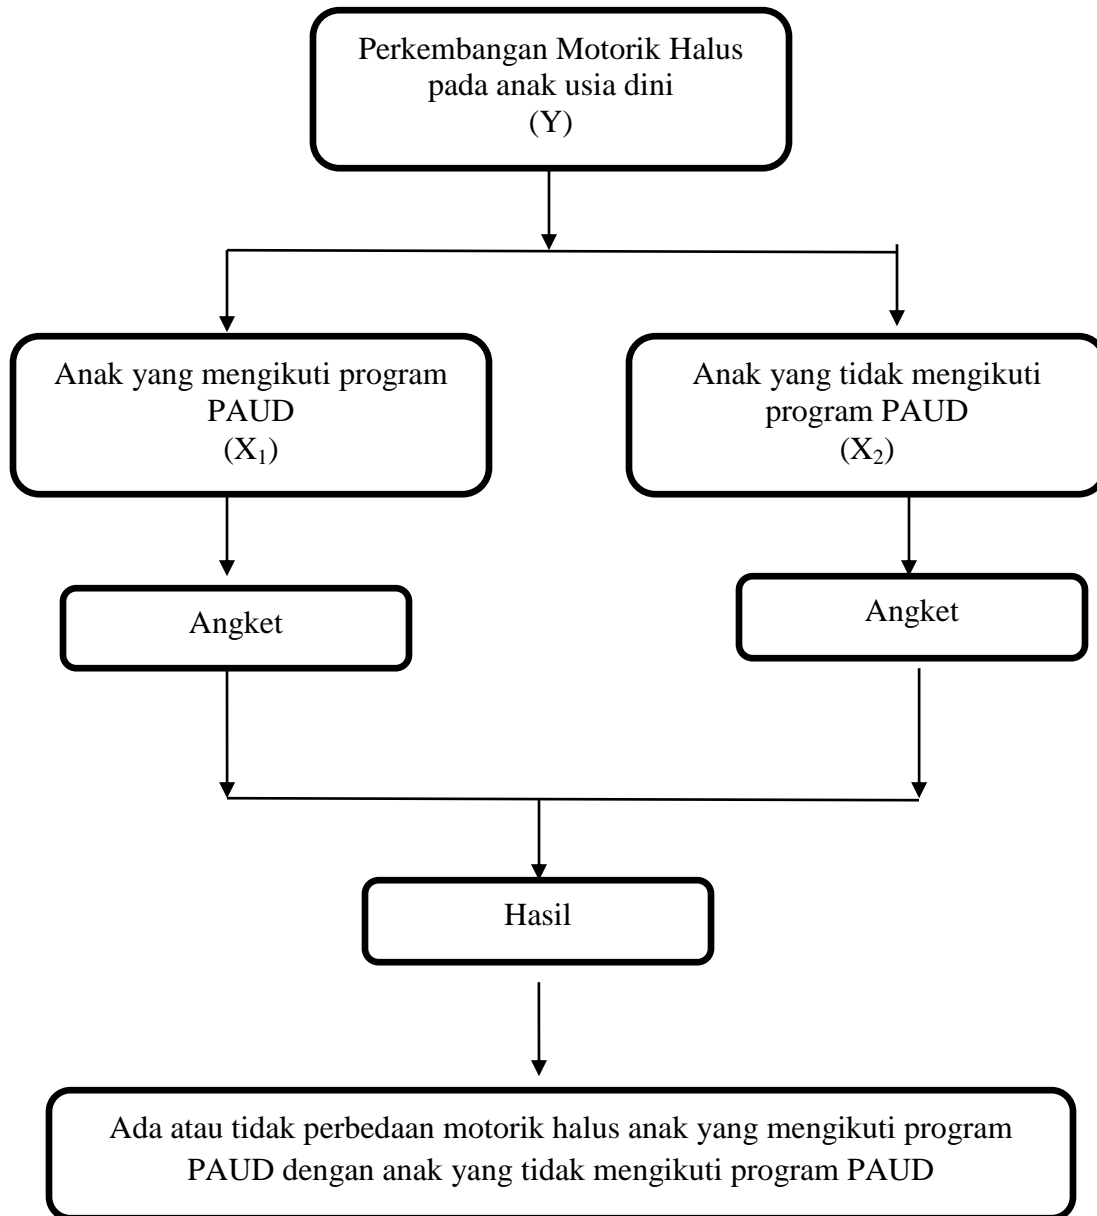 Perkembangan Motorik Halus
pada anak usia dini
(Y)
Anak yang mengikuti program
PAUD
(X₁)
Anak yang tidak mengikuti
program PAUD
(X₂)
Angket
Angket
Hasil
Ada atau tidak perbedaan motorik halus anak yang mengikuti program
PAUD dengan anak yang tidak mengikuti program PAUD